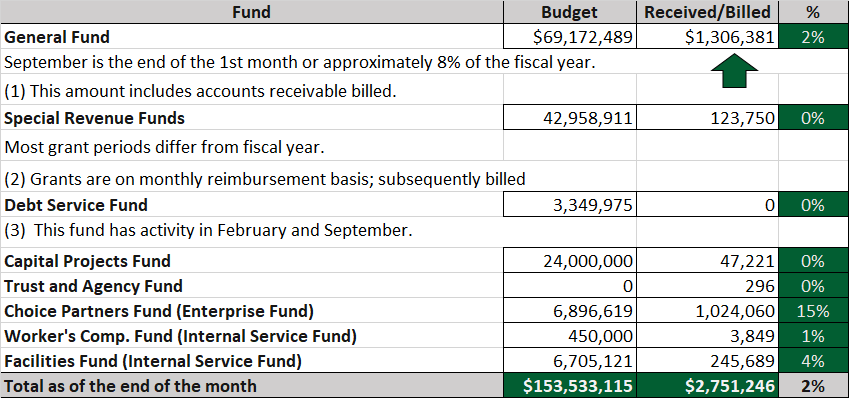 Fund Budget Received/Billed %
General Fund $69,172,489 $1,306,381 2%
September is the end of the 1st month or approximately 8% of the fiscal year.
(1) This amount includes accounts receivable billed.
Special Revenue Funds 42,958,911 123,750 0%
Most grant periods differ from fiscal year.
(2) Grants are on monthly reimbursement basis; subsequently billed
Debt Service Fund 3,349,975 0 0%
(3) This fund has activity in February and September.
Capital Projects Fund 24,000,000 47,221 0%
Trust and Agency Fund 0 296 0%
Choice Partners Fund (Enterprise Fund) 6,896,619 1,024,060 15%
Worker's Comp. Fund (Internal Service Fund) 450,000 3,849 1%
Facilities Fund (Internal Service Fund) 6,705,121 245,689 4%
Total as of the end of the month $153,533,115 $2,751,246 2%